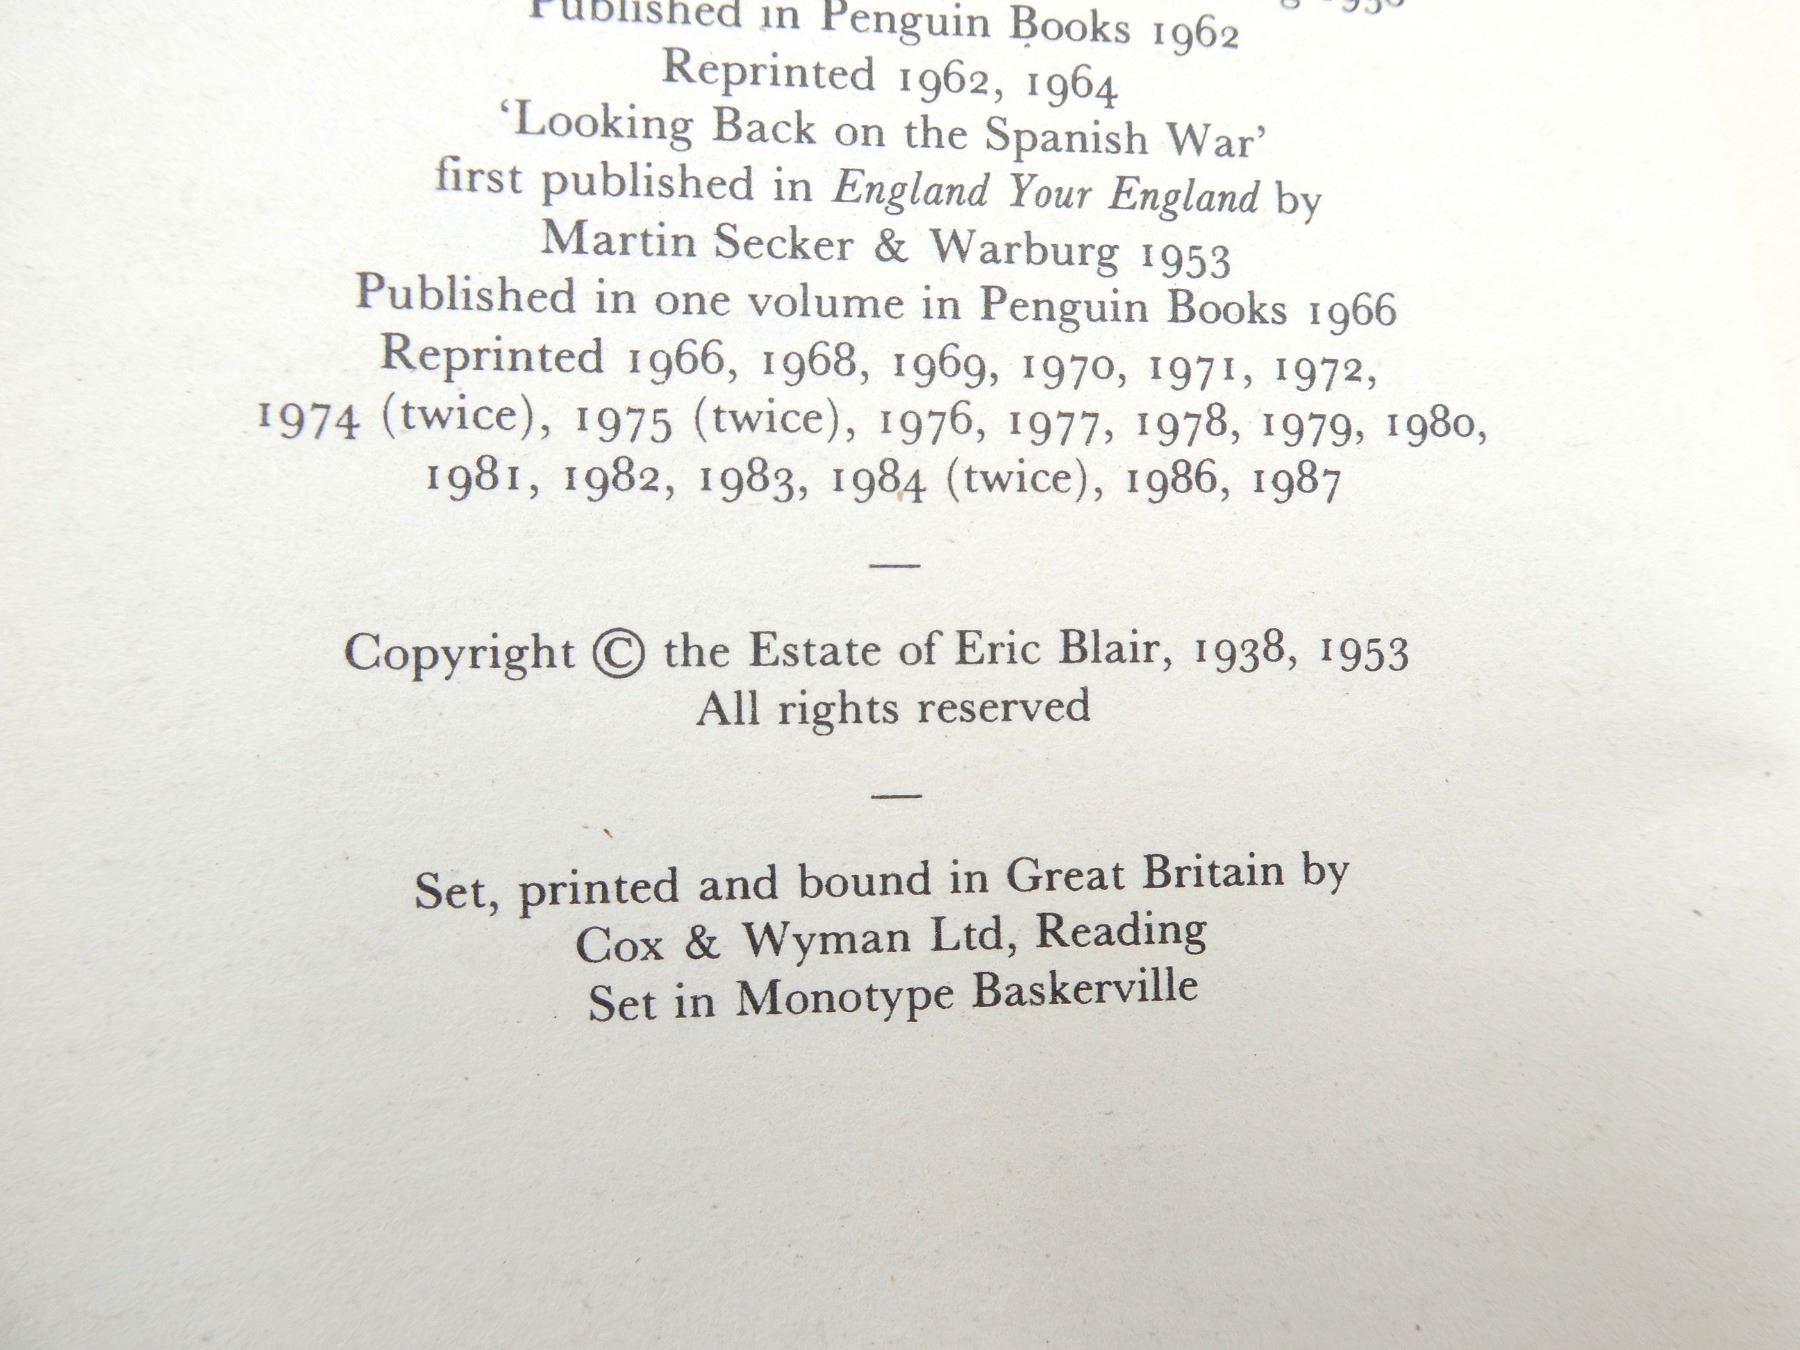 Published in Penguin Books 1962
Reprinted 1962, 1964
‘Looking Back on the Spanish War’
first published in England Your England by
Martin Secker & Warburg 1953
Published in one volume in Penguin Books 1966
Reprinted 1966, 1968, 1969, 1970, 1971, 1972,
1974 (twice), 1975 (twice), 1976, 1977, 1978, 1979, 1980,
1981, 1982, 1983, 1984 (twice), 1986, 1987
—
Copyright © the Estate of Eric Blair, 1938, 1953
All rights reserved
—
Set, printed and bound in Great Britain by
Cox & Wyman Ltd, Reading
Set in Monotype Baskerville